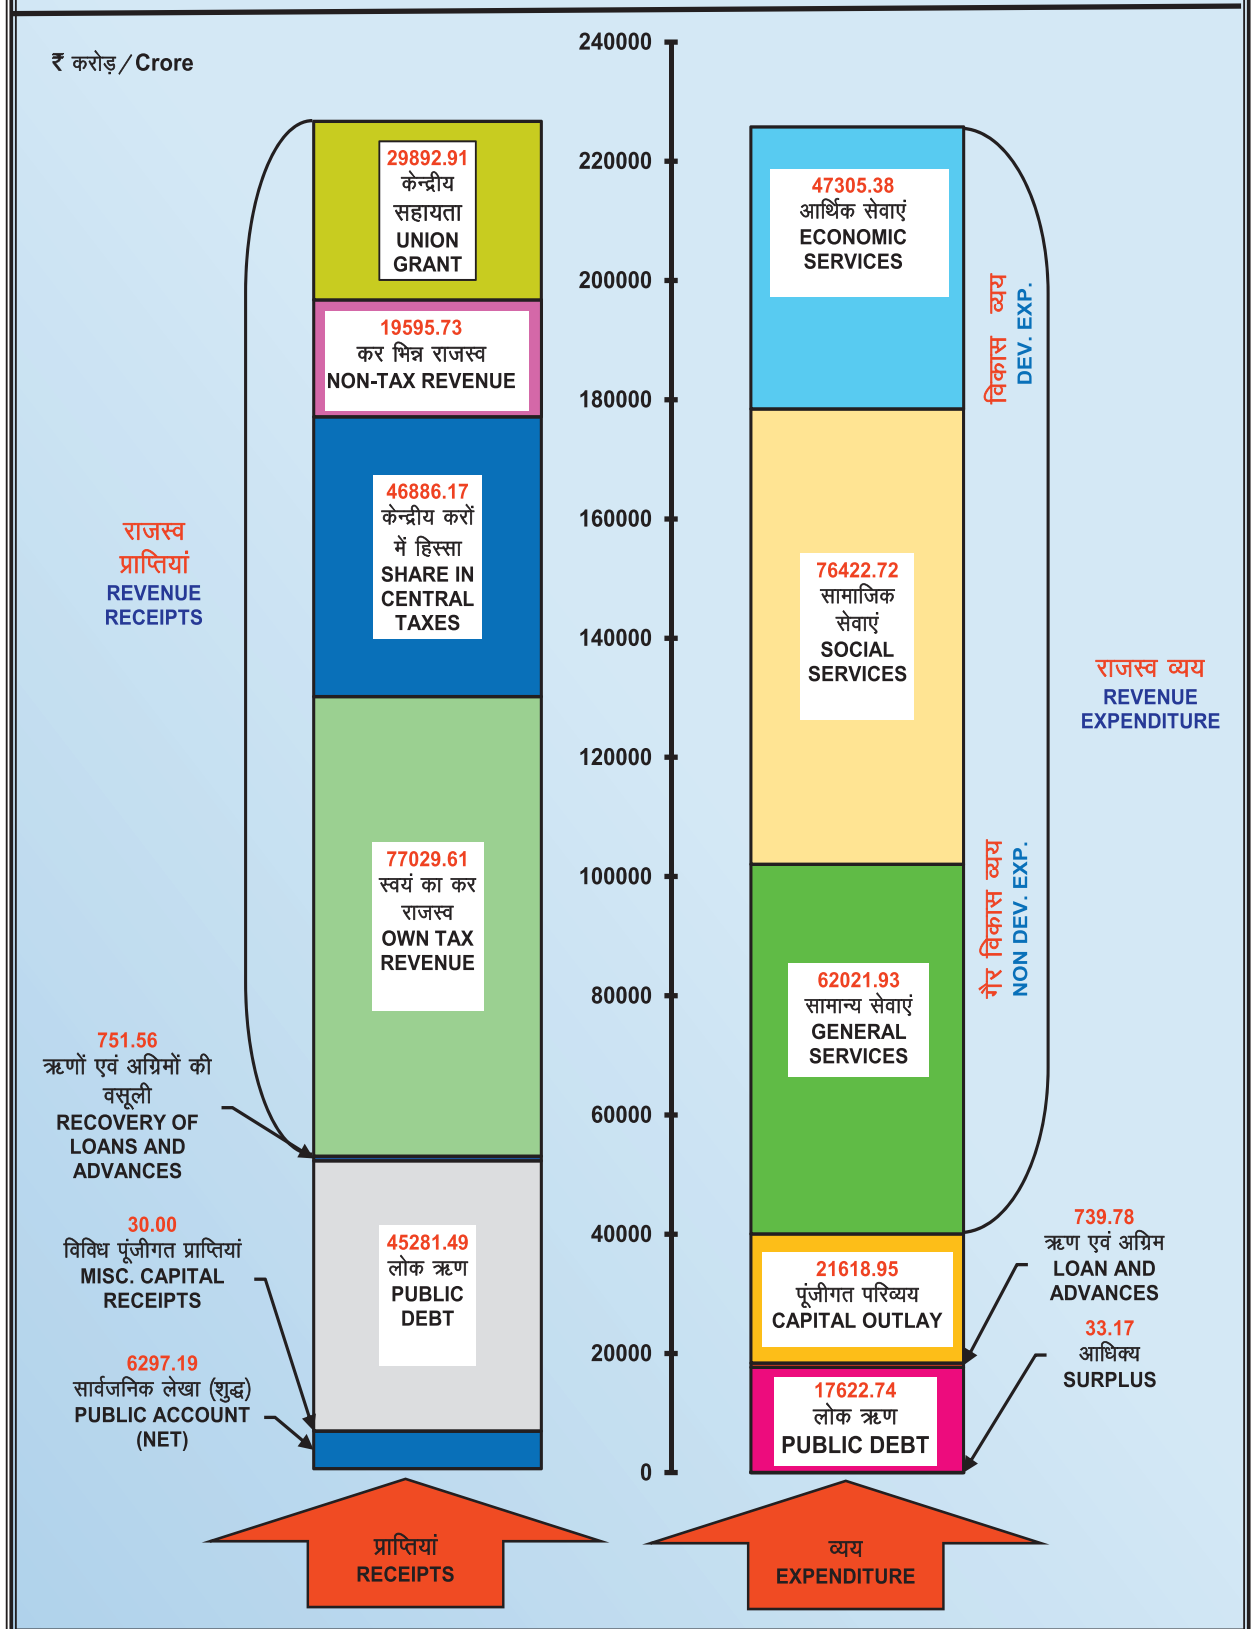 ₹ करोड़ / Crore
240000
220000
200000
180000
160000
140000
120000
100000
80000
60000
40000
20000
0
29892.91
केन्द्रीय
सहायता
UNION
GRANT
19595.73
कर भिन्न राजस्व
NON-TAX REVENUE
46886.17
केन्द्रीय करों
में हिस्सा
SHARE IN
CENTRAL
TAXES
77029.61
स्वयं का कर
राजस्व
OWN TAX
REVENUE
45281.49
लोक ऋण
PUBLIC
DEBT
राजस्व
प्राप्तियां
REVENUE
RECEIPTS
751.56
ऋणों एवं अग्रिमों की
वसूली
RECOVERY OF
LOANS AND
ADVANCES
30.00
विविध पूंजीगत प्राप्तियां
MISC. CAPITAL
RECEIPTS
6297.19
सार्वजनिक लेखा (शुद्ध)
PUBLIC ACCOUNT
(NET)
प्राप्तियां
RECEIPTS
47305.38
आर्थिक सेवाएं
ECONOMIC
SERVICES
76422.72
सामाजिक
सेवाएं
SOCIAL
SERVICES
62021.93
सामान्य सेवाएं
GENERAL
SERVICES
21618.95
पूंजीगत परिव्यय
CAPITAL OUTLAY
17622.74
लोक ऋण
PUBLIC DEBT
विकास व्यय
DEV. EXP.
गैर विकास व्यय
NON DEV. EXP.
राजस्व व्यय
REVENUE
EXPENDITURE
739.78
ऋण एवं अग्रिम
LOAN AND
ADVANCES
33.17
आधिक्य
SURPLUS
व्यय
EXPENDITURE